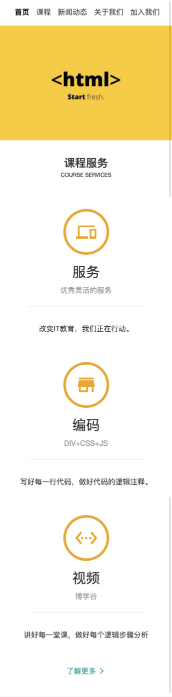 首页 课程 新闻动态 关于我们 加入我们
<html>
Start fresh.
课程服务
COURSE SERVICES
服务
优秀灵活的服务
改变IT教育，我们正在行动。
编码
DIV+CSS+JS
写好每一行代码，做好代码的逻辑注释。
视频
博学谷
讲好每一堂课，做好每个逻辑步骤分析
了解更多 >